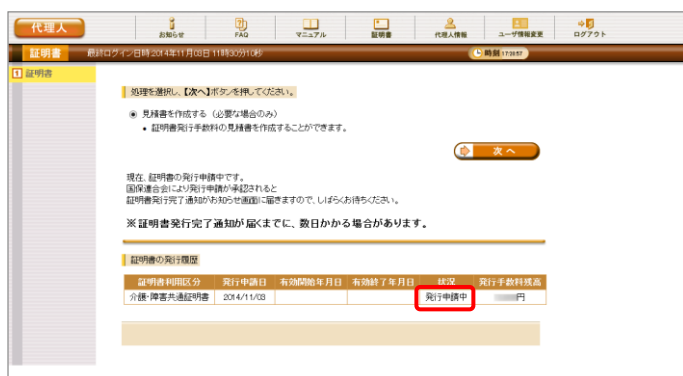 代理人
お知らせ
FAQ
マニュアル
証明書
代理人情報
ユーザ情報変更
ログアウト
証明書
最終ログイン日時:2014年11月03日 11時30分10秒
時刻
1 証明書
処理を選択し、【次へ】ボタンを押してください。
見積書を作成する(必要な場合のみ)
• 証明書発行手数料の見積書を作成することができます。
次 へ
現在、証明書の発行申請中です。
国保連合会により発行申請が承認されると
証明書発行完了通知がお知らせ画面に届きますので、しばらくお待ちください。
※証明書発行完了通知が届くまでに、数日かかる場合があります。
証明書の発行履歴
証明書利用区分 発行申請日 有効開始年月日 有効終了年月日 状況 発行手数料残高
介護・障害共通証明書 2014/11/03 発行申請中 円